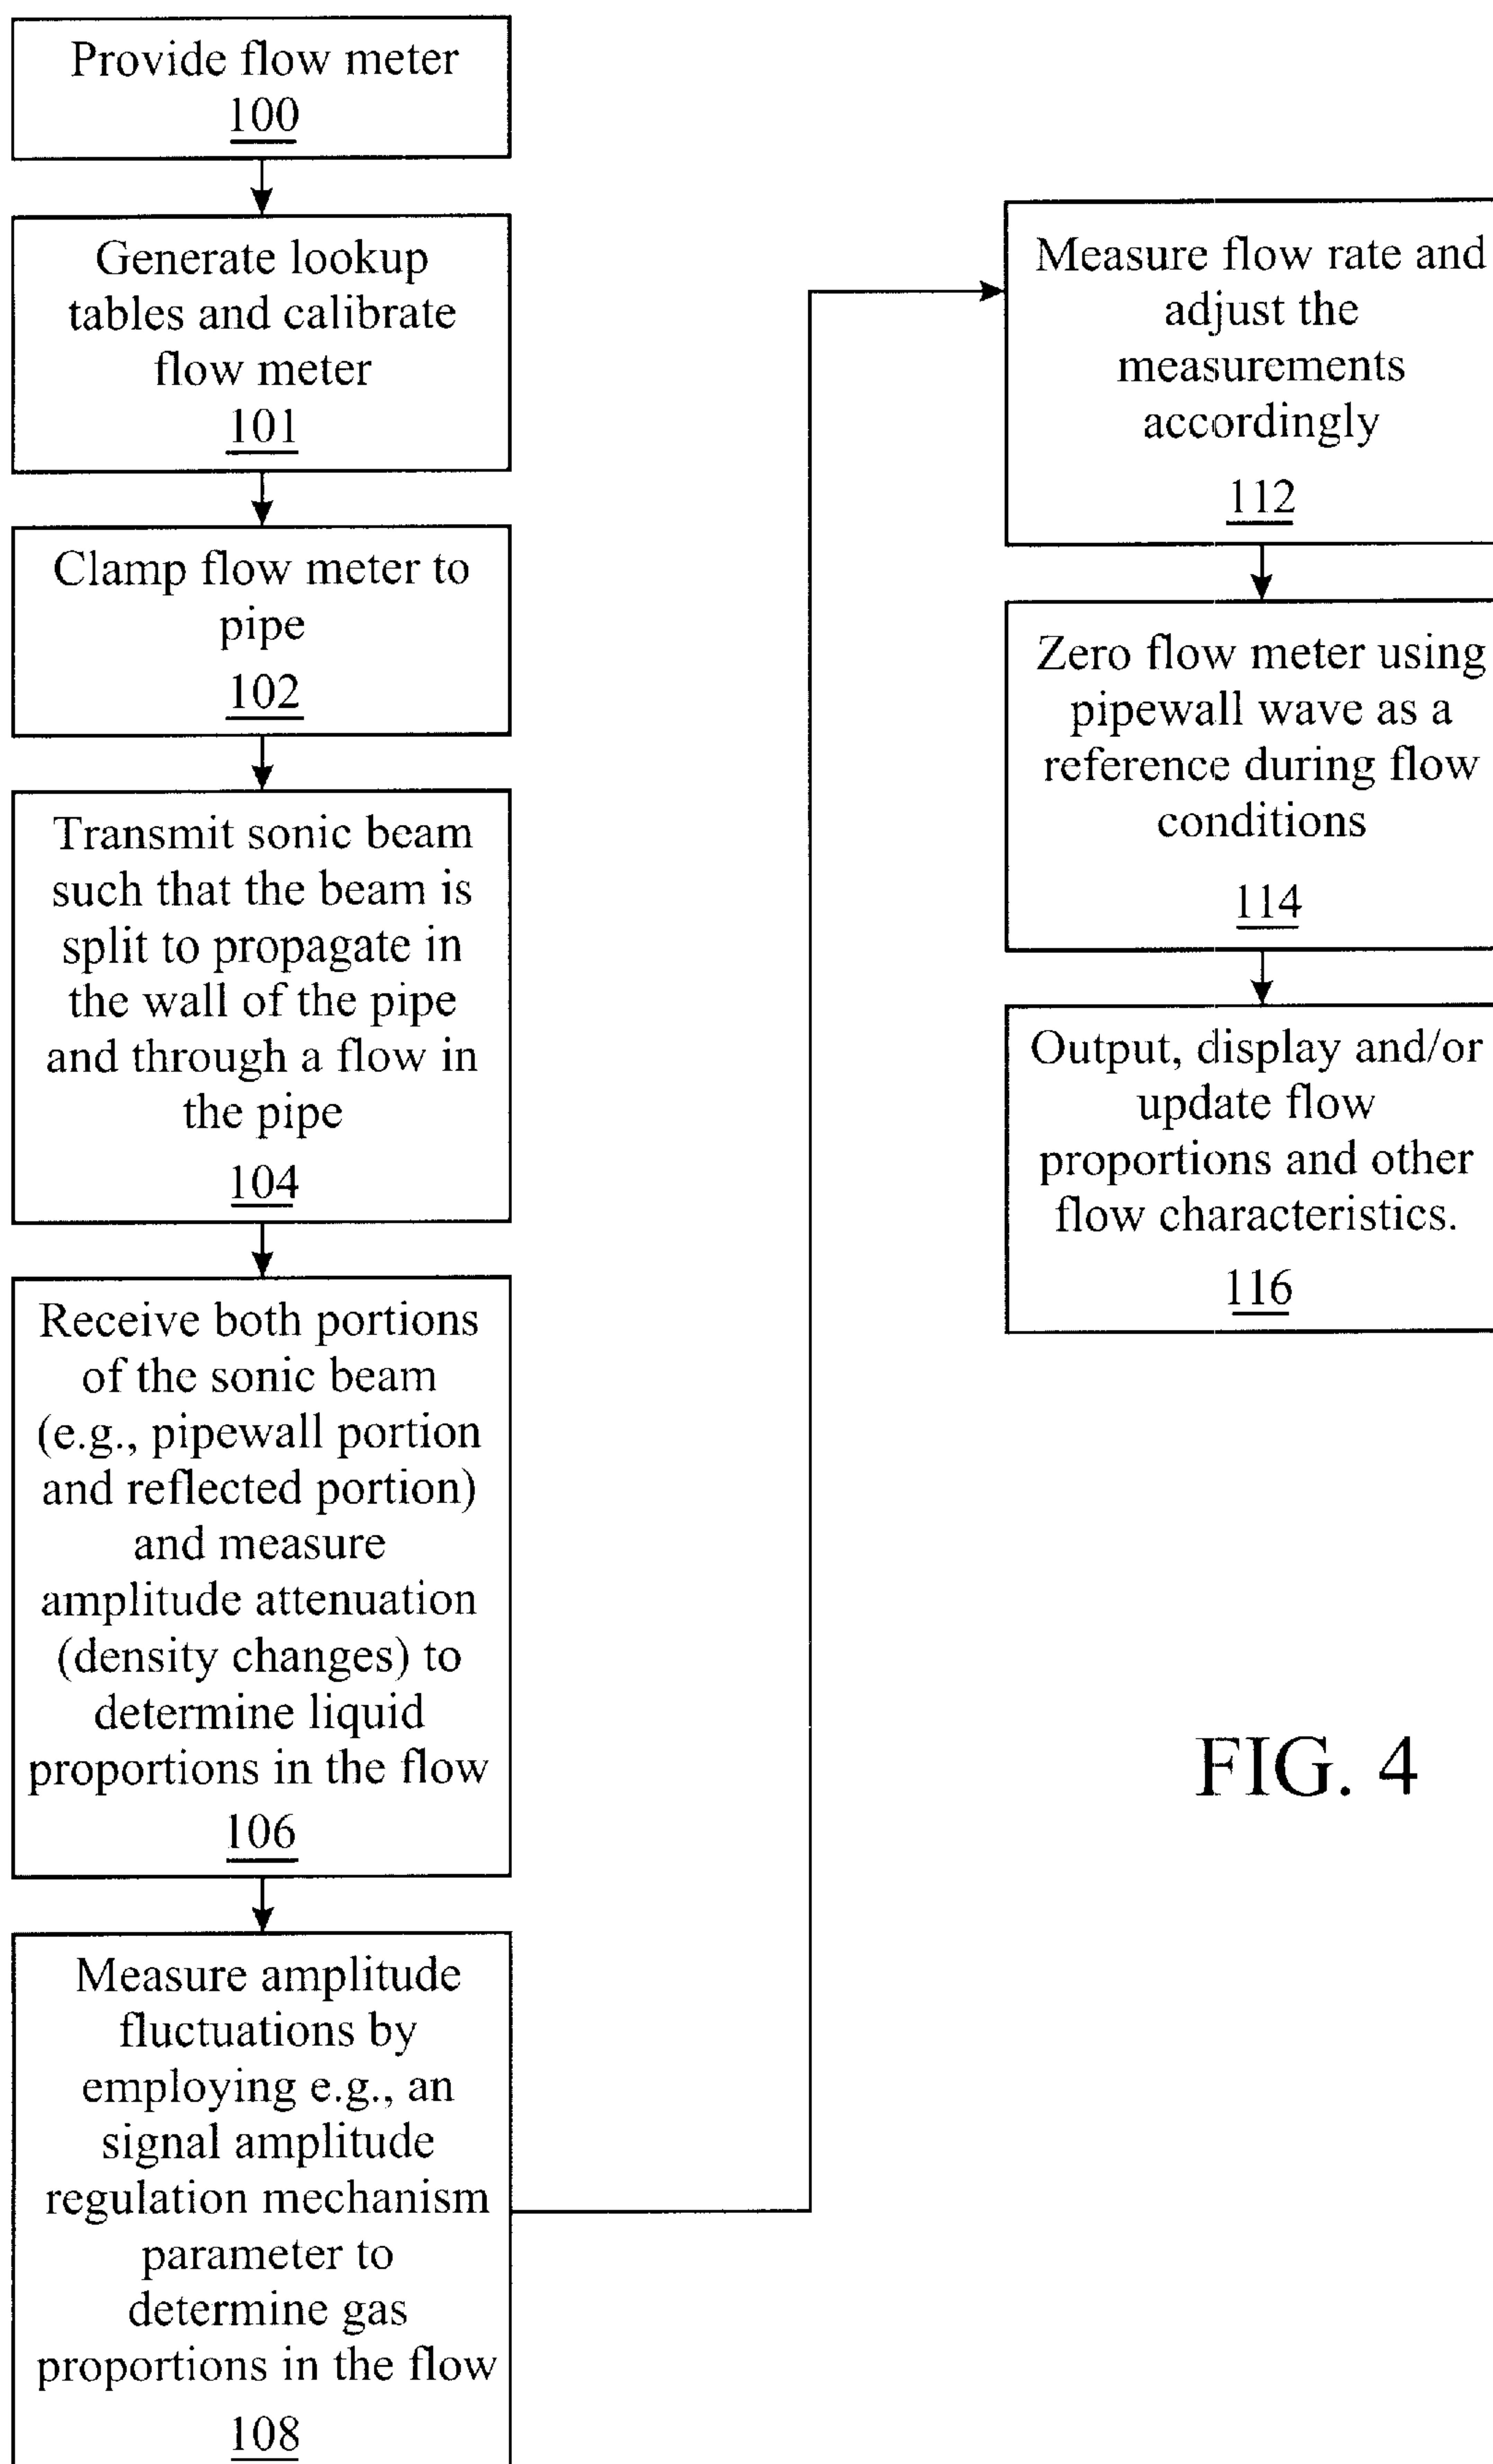 Provide flow meter
100
Generate lookup
tables and calibrate
flow meter
101
Clamp flow meter to
pipe
102
Transmit sonic beam
such that the beam is
split to propagate in
the wall of the pipe
and through a flow in
the pipe
104
Receive both portions
of the sonic beam
(e.g., pipewall portion
and reflected portion)
and measure
amplitude attenuation
(density changes) to
determine liquid
proportions in the flow
106
Measure amplitude
fluctuations by
employing e.g., an
signal amplitude
regulation mechanism
parameter to
determine gas
proportions in the flow
108
Measure flow rate and
adjust the
measurements
accordingly
112
Zero flow meter using
pipewall wave as a
reference during flow
conditions
114
Output, display and/or
update flow
proportions and other
flow characteristics.
116
FIG. 4